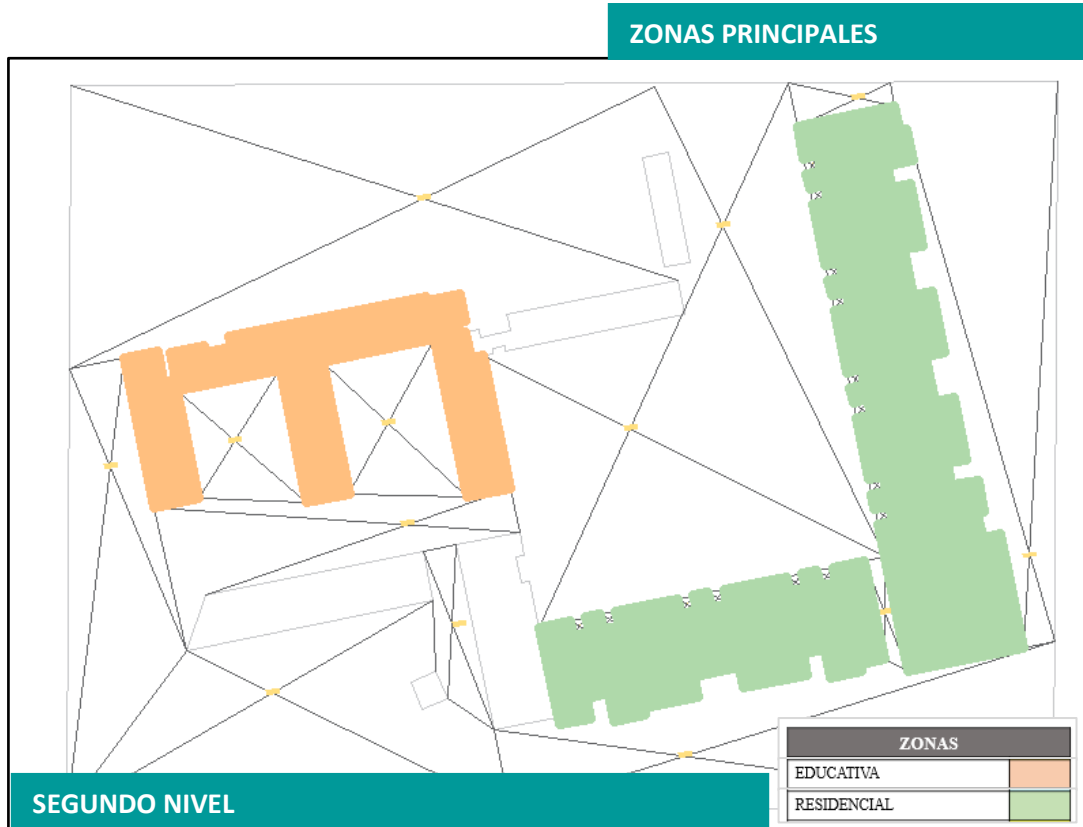 ZONAS PRINCIPALES
SEGUNDO NIVEL
ZONAS
EDUCATIVA
RESIDENCIAL